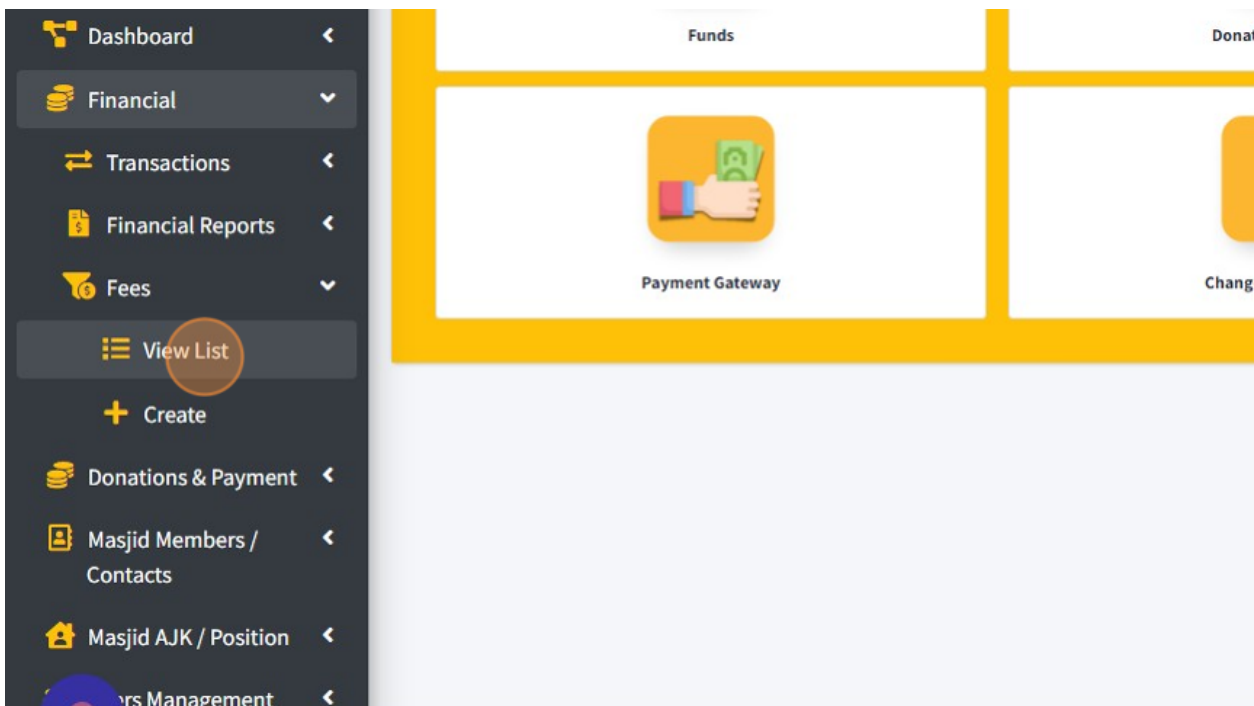 Dashboard
Financial
Transactions
Financial Reports
Fees
View List
Create
Donations & Payment
Masjid Members /
Contacts
Masjid AJK / Position
Management
Funds
Payment Gateway